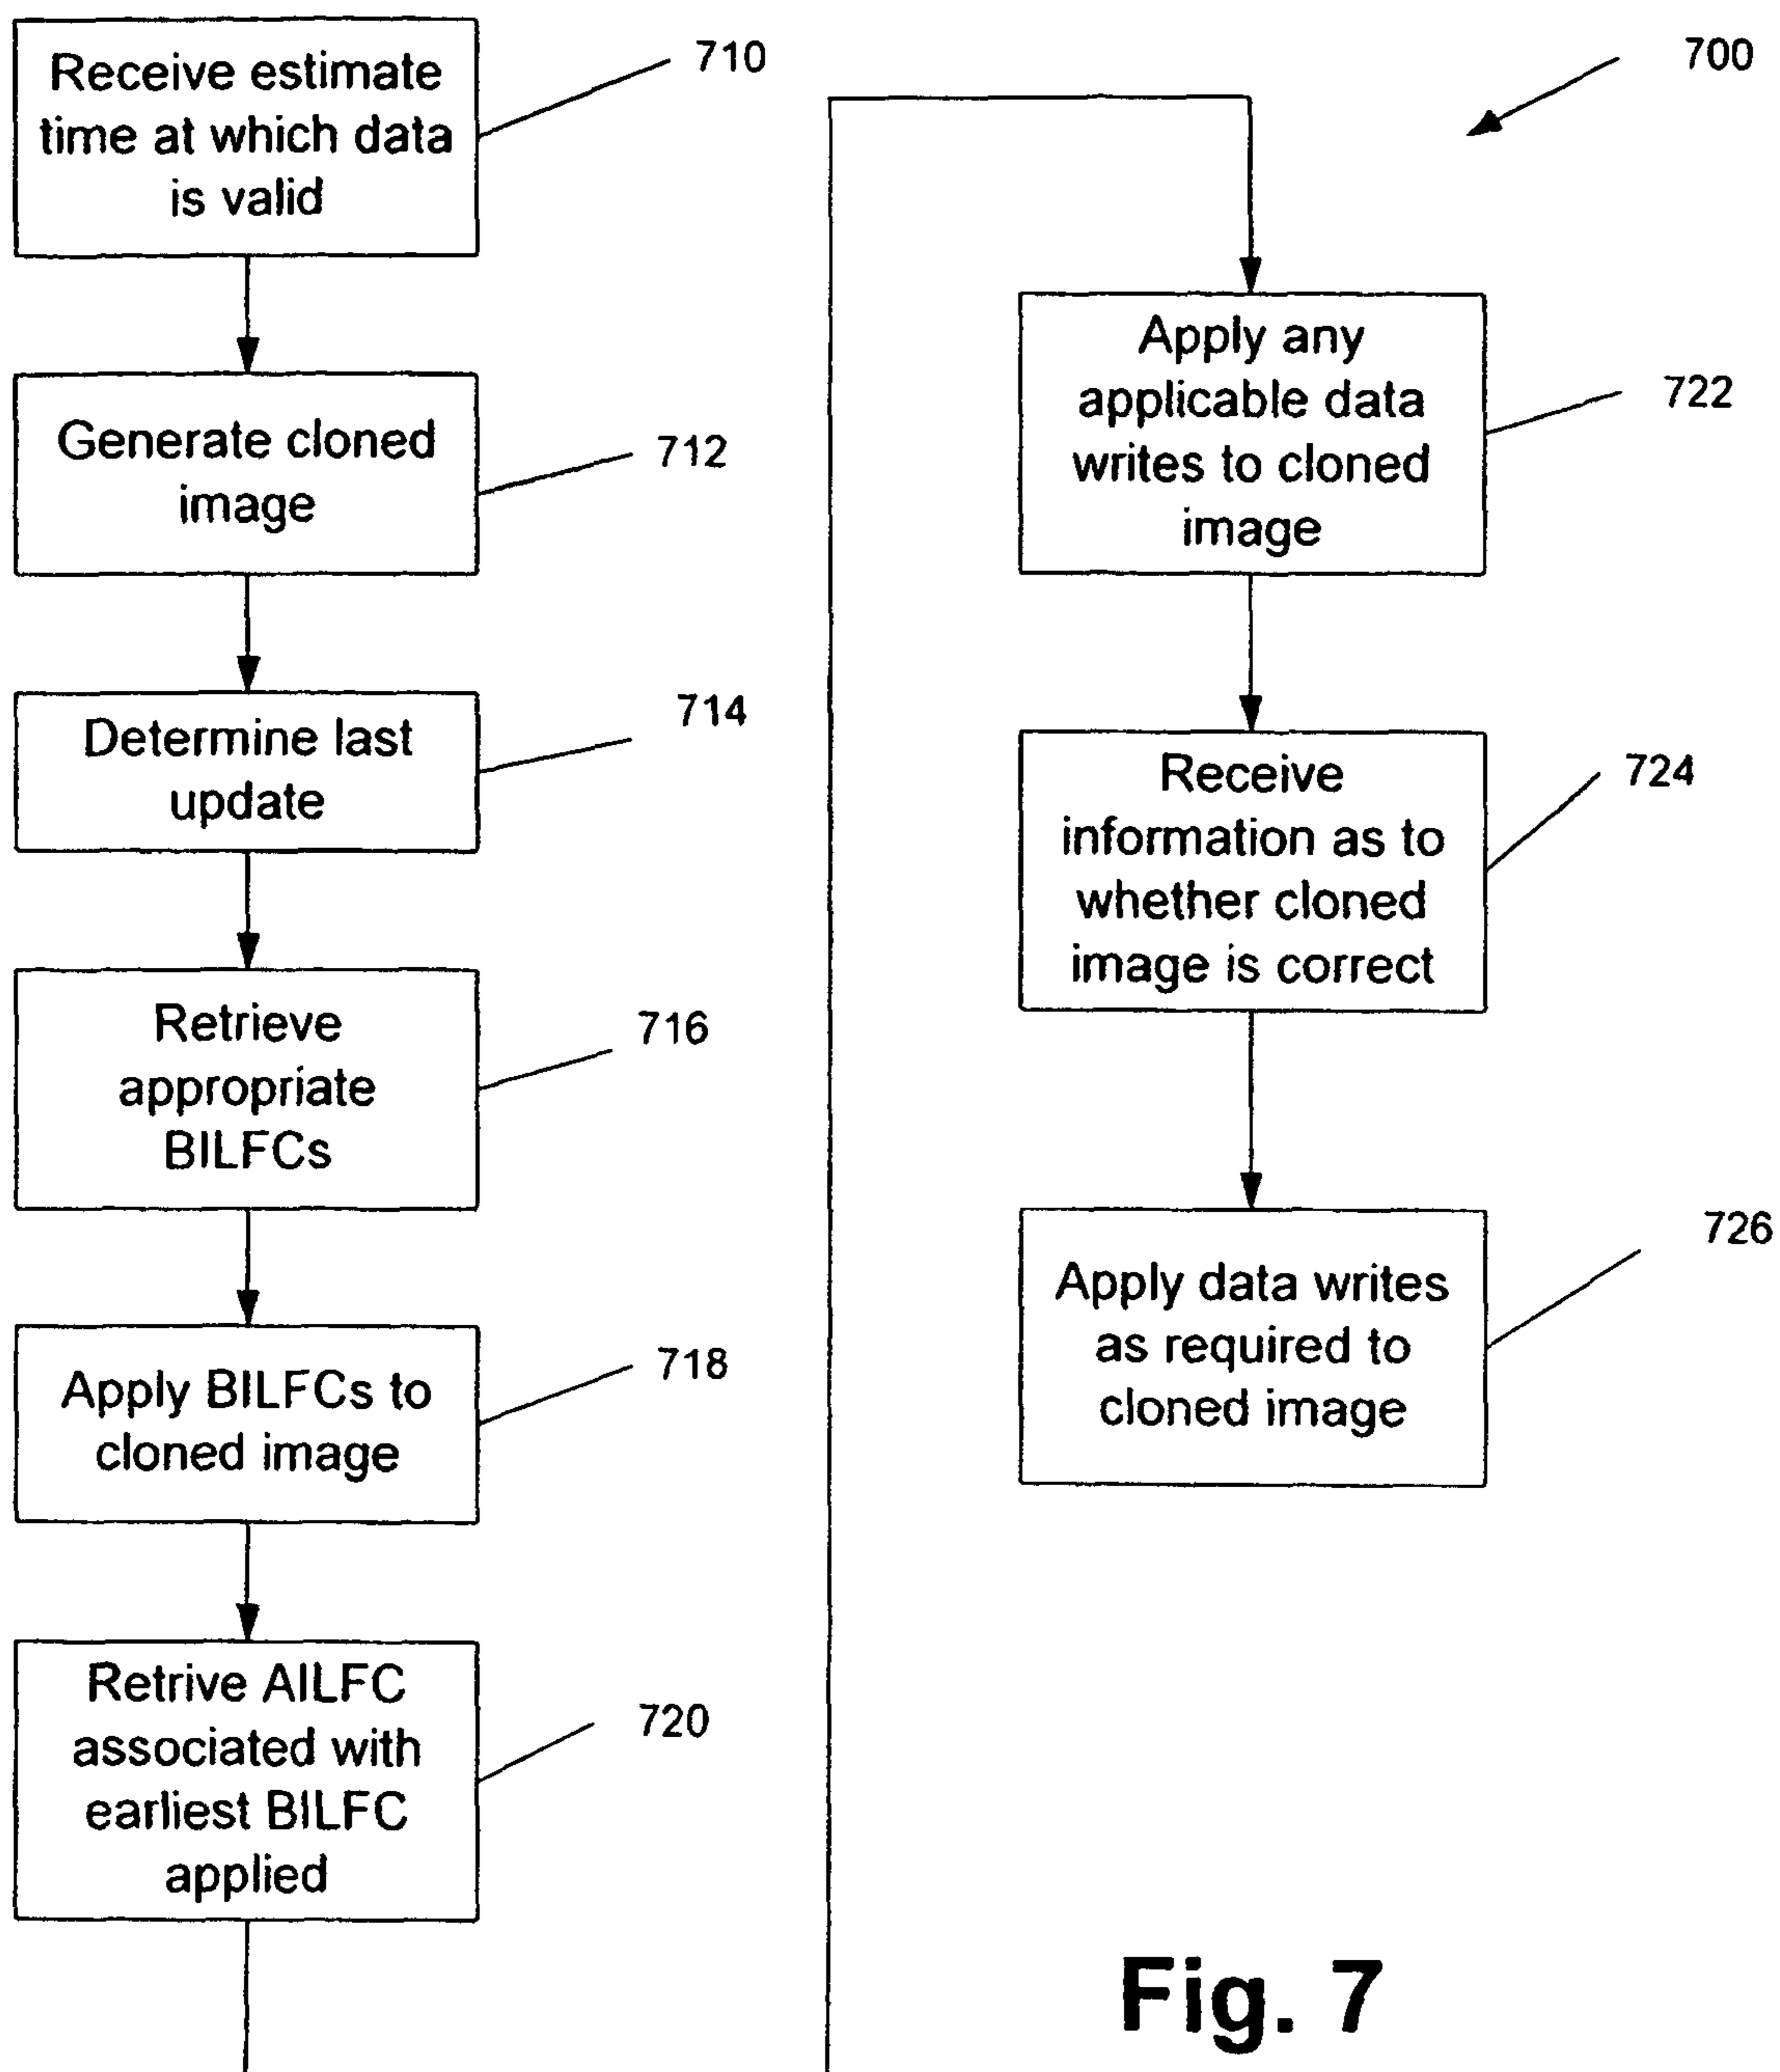 Receive estimate
time at which data
is valid
710
Generate cloned
image
712
Determine last
update
714
Retrieve
appropriate
BILFCs
716
Apply BILFCs to
cloned image
718
Retrive AILFC
associated with
earliest BILFC
applied
720
700
Apply any
applicable data
writes to cloned
image
722
Receive
information as to
whether cloned
image is correct
724
Apply data writes
as required to
cloned image
726
Fig. 7